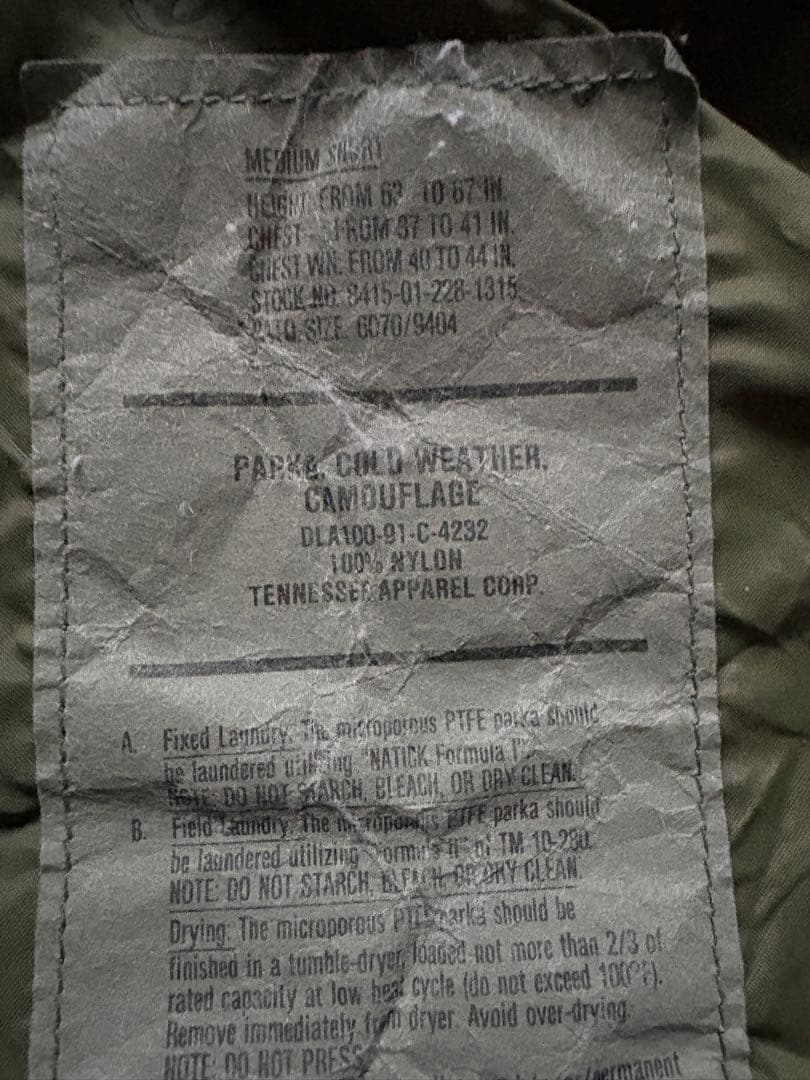 MEDIUM SHORT
HEIGHT FROM 63 TO 67 IN.
CHEST FROM 37 TO 41 IN.
CHEST WN. FROM 40 TO 44 IN.
STOCK NO. 8415-01-228-1315
NATO SIZE 6070/9404
PARKA, COLD WEATHER,
CAMOUFLAGE
DLA100-91-C-4232
100% NYLON
TENNESSEE APPAREL CORP.
A. Fixed Laundry: The microporous PTFE parka should
be laundered utilizing "NATICK Formula I".
NOTE: DO NOT STARCH, BLEACH, OR DRY CLEAN.
B. Field Laundry: The microporous PTFE parka should
be laundered utilizing Formula II of TM 10-280.
NOTE: DO NOT STARCH, BLEACH, OR DRY CLEAN.
Drying: The microporous PTFE parka should be
finished in a tumble-dryer, loaded not more than 2/3 of
rated capacity at low heat cycle (do not exceed 100°F).
Remove immediately from dryer. Avoid over-drying.
NOTE: DO NOT PRESS
permanent